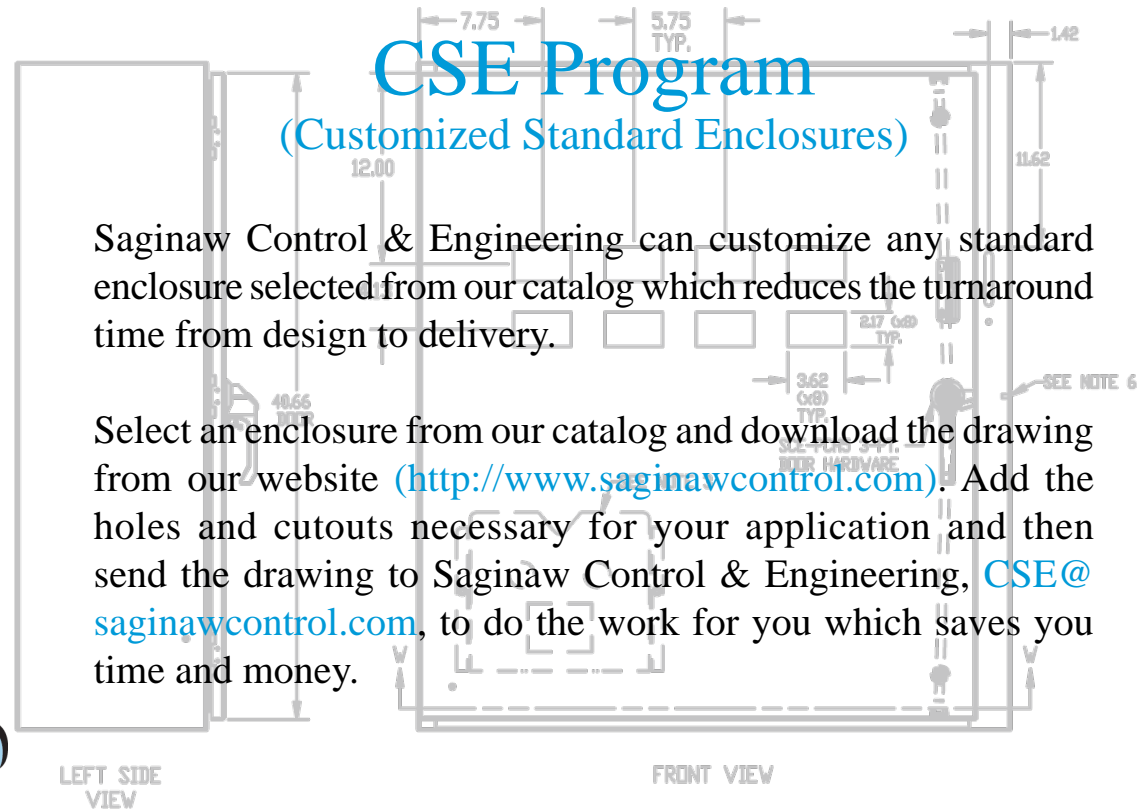 7.75
5.75
TYP.
1.42
CSE Program
(Customized Standard Enclosures)
12.00
11.62
Saginaw Control & Engineering can customize any standard
enclosure selected from our catalog which reduces the turnaround
time from design to delivery.
2.17 (x8)
TYP.
3.62
(x8)
TYP.
SEE NOTE 6
40.66
DOOR
Select an enclosure from our catalog and download the drawing
DOOR HARDWARE
from our website (http://www.saginawcontrol.com). Add the
holes and cutouts necessary for your application and then
send the drawing to Saginaw Control & Engineering, CSE@
saginawcontrol.com, to do the work for you which saves you
time and money.
W
W
LEFT SIDE
VIEW
FRONT VIEW